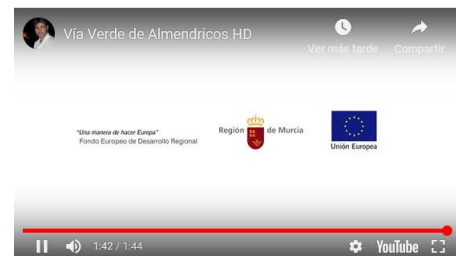 Vía Verde de Almendricos HD
Ver más tarde
Compartir
"Una manera de hacer Europa"
Fondo Europeo de Desarrollo Regional
Región de Murcia
Unión Europea
1:42 / 1:44
YouTube